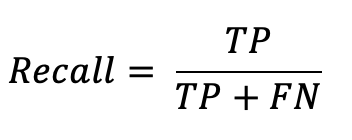 Recall = TP / TP + FN